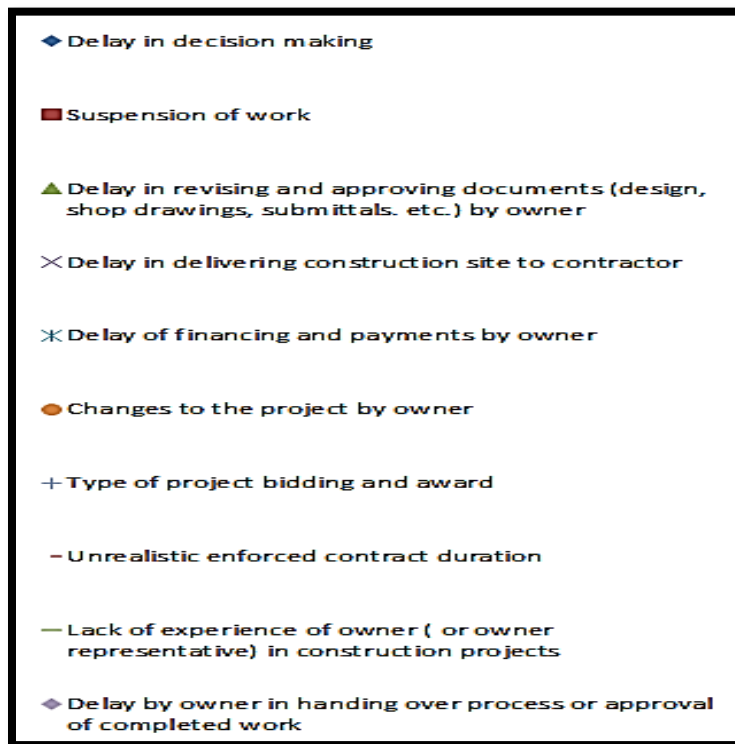 Delay in decision making
Suspension of work
Delay in revising and approving documents (design,
shop drawings, submittals. etc.) by owner
Delay in delivering construction site to contractor
Delay of financing and payments by owner
Changes to the project by owner
Type of project bidding and award
Unrealistic enforced contract duration
Lack of experience of owner ( or owner
representative) in construction projects
Delay by owner in handing over process or approval
of completed work